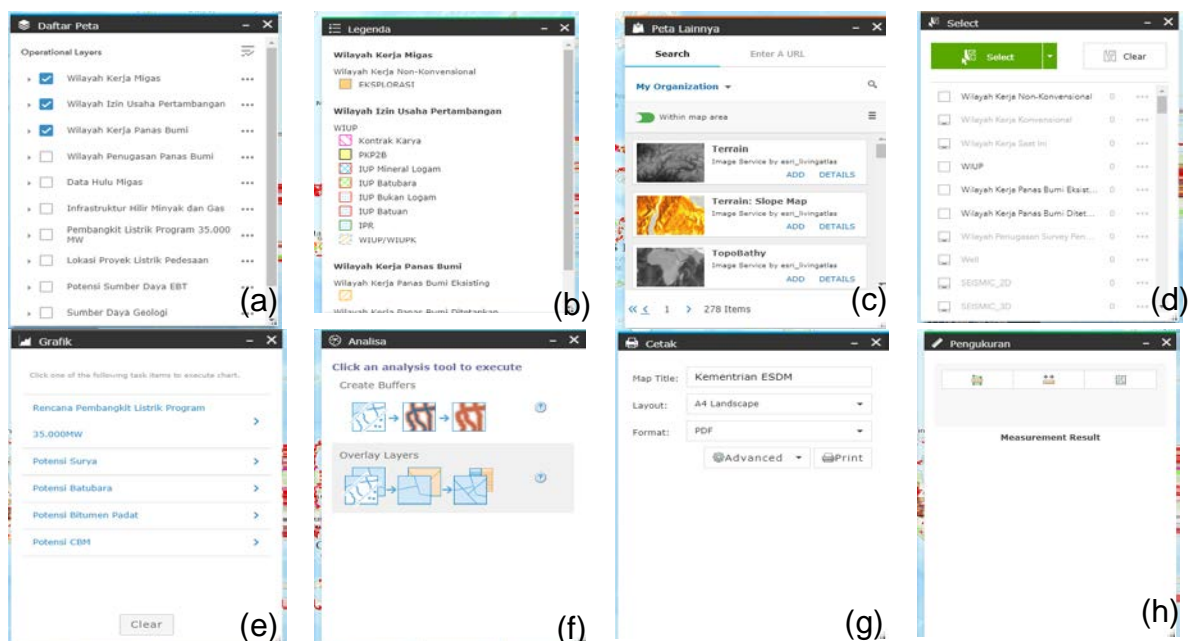 Daftar Peta
Operational Layers
Wilayah Kerja Migas
Wilayah Izin Usaha Pertambangan
Wilayah Kerja Panas Bumi
Wilayah Penugasan Panas Bumi
Data Hulu Migas
Infrastruktur Hilir Minyak dan Gas
Pembangkit Listrik Program 35.000
MW
Lokasi Proyek Listrik Pedesaan
Potensi Sumber Daya EBT
Sumber Daya Geologi
(a)
Legenda
Wilayah Kerja Migas
Wilayah Kerja Non-Konvensional
EKSPLORASI
Wilayah Izin Usaha Pertambangan
WIUP
Kontrak Karya
PKP2B
IUP Mineral Logam
IUP Batubara
IUP Bukan Logam
IUP Batuan
IPR
WIUP/WIUPK
Wilayah Kerja Panas Bumi
Wilayah Kerja Panas Bumi Eksisting
Wilayah Kerja Panas Bumi Ditetapkan
(b)
Peta Lainnya
Search Enter A URL
My Organization
Within map area
Terrain
Image Service by esri_livingatlas
ADD DETAILS
Terrain: Slope Map
Image Service by esri_livingatlas
ADD DETAILS
TopoBathy
Image Service by esri_livingatlas
ADD DETAILS
1 278 Items
(c)
Select
Select Clear
Wilayah Kerja Non-Konvensional 0
Wilayah Kerja Konvensional 0
Wilayah Kerja Saat Ini 0
WIUP 0
Wilayah Kerja Panas Bumi Eksist... 0
Wilayah Kerja Panas Bumi Ditet... 0
Wilayah Penugasan Survey Pen... 0
Well 0
SEISMIC_2D 0
SEISMIC_3D 0
(d)
Grafik
Click one of the following task items to execute chart.
Rencana Pembangkit Listrik Program
35.000MW
Potensi Surya
Potensi Batubara
Potensi Bitumen Padat
Potensi CBM
Clear
(e)
Analisa
Click an analysis tool to execute
Create Buffers
Overlay Layers
(f)
Cetak
Map Title: Kementrian ESDM
Layout: A4 Landscape
Format: PDF
Advanced Print
(g)
Pengukuran
Measurement Result
(h)